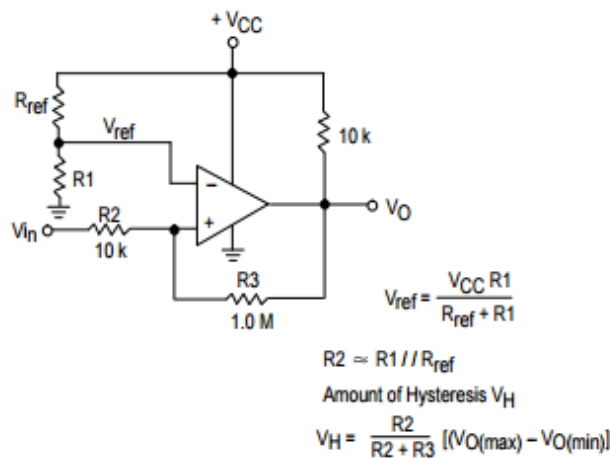 + VCC
Rref
Vref
10 k
R1
−
+
VO
Vin
R2
10 k
R3
1.0 M
Vref = VCC R1 / Rref + R1
R2 ≃ R1 // Rref
Amount of Hysteresis VH
VH = R2 / R2 + R3 [(VO(max) – VO(min)]